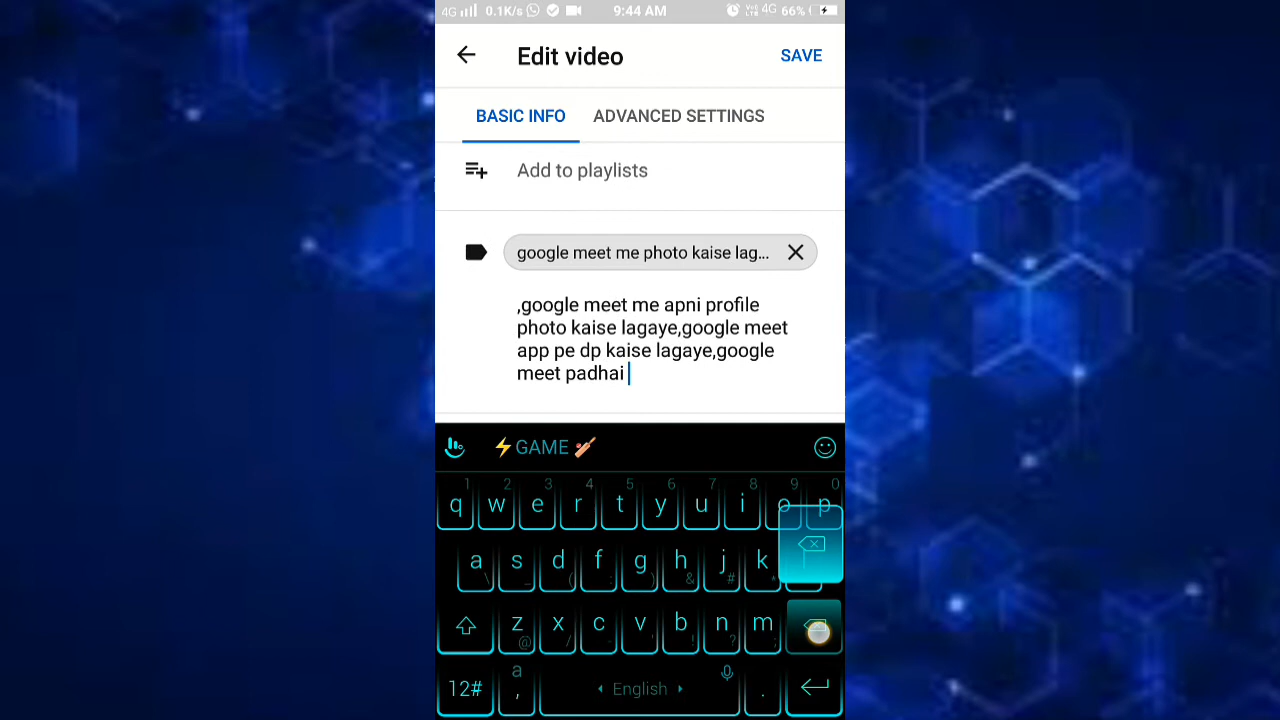 4G 0.1K/s 9:44 AM VoLTE 4G 66%
Edit video SAVE
BASIC INFO ADVANCED SETTINGS
Add to playlists
google meet me photo kaise lag...
,google meet me apni profile
photo kaise lagaye,google meet
app pe dp kaise lagaye,google
meet padhai
⚡GAME🏏
1 2 3 4 5 6 7 8 9 0
q w e r t y u i o p
a s d f g h j k
\ _ ( : ) & # *
z x c v b n m
@ / ' ?
12# a , English .